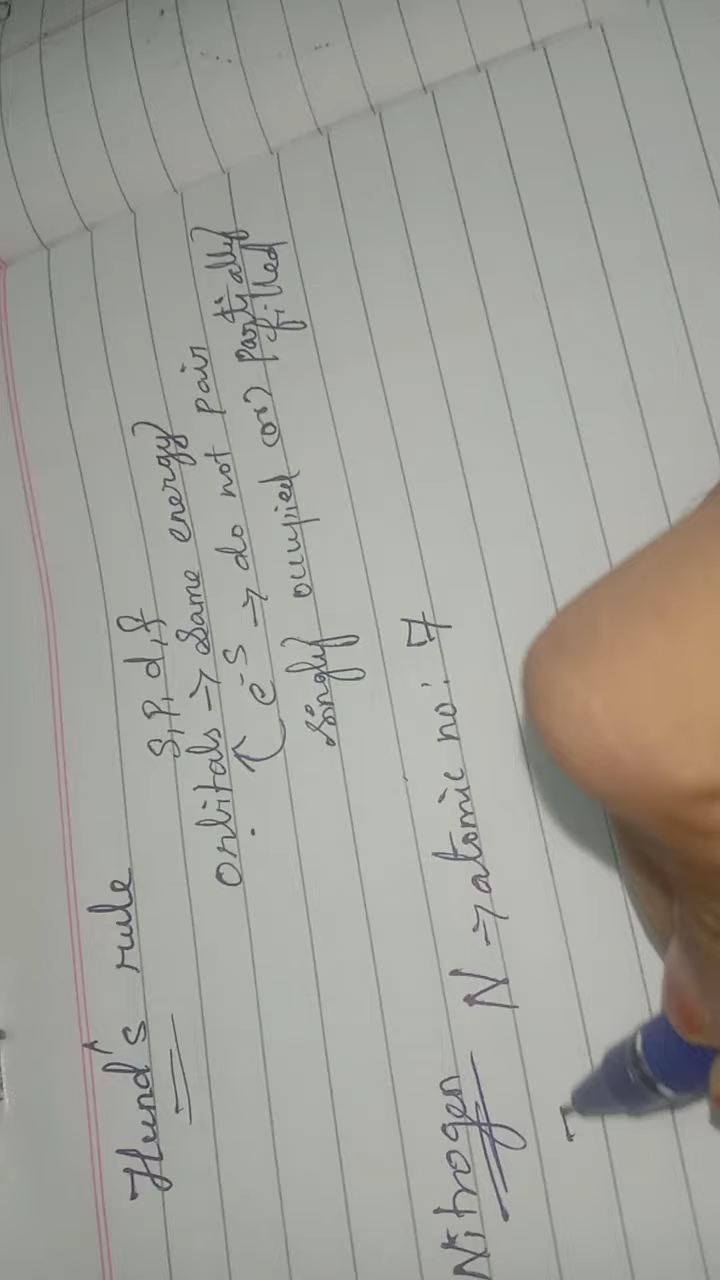 Hund's rule
s, p, d, f
orbitals → same energy
↑ e⁻s → do not pair
singly occupied (or) partially
filled
Nitrogen N → atomic no: 7